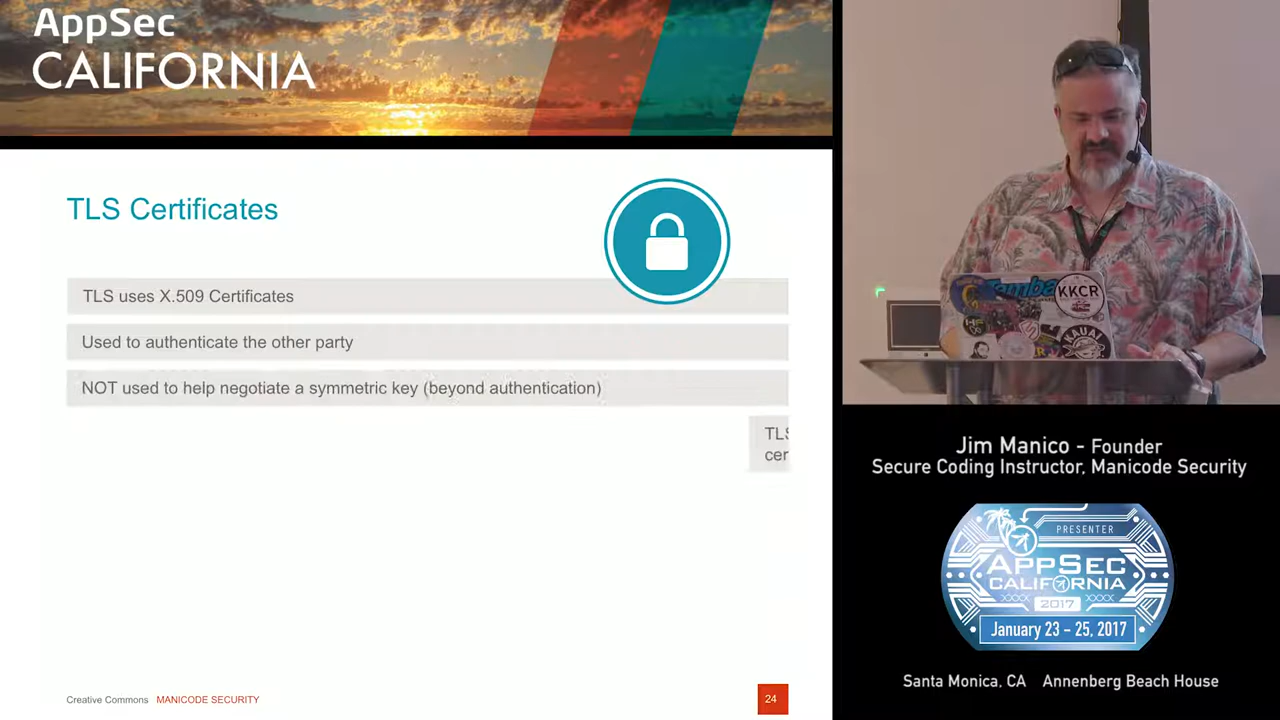 AppSec
CALIFORNIA
TLS Certificates
TLS uses X.509 Certificates
Used to authenticate the other party
NOT used to help negotiate a symmetric key (beyond authentication)
TLS
cer
Creative Commons MANICODE SECURITY
24
KKCR
KAUAI
Jim Manico - Founder
Secure Coding Instructor, Manicode Security
PRESENTER
APPSEC
CALIFORNIA
2017
January 23 - 25, 2017
Santa Monica, CA Annenberg Beach House